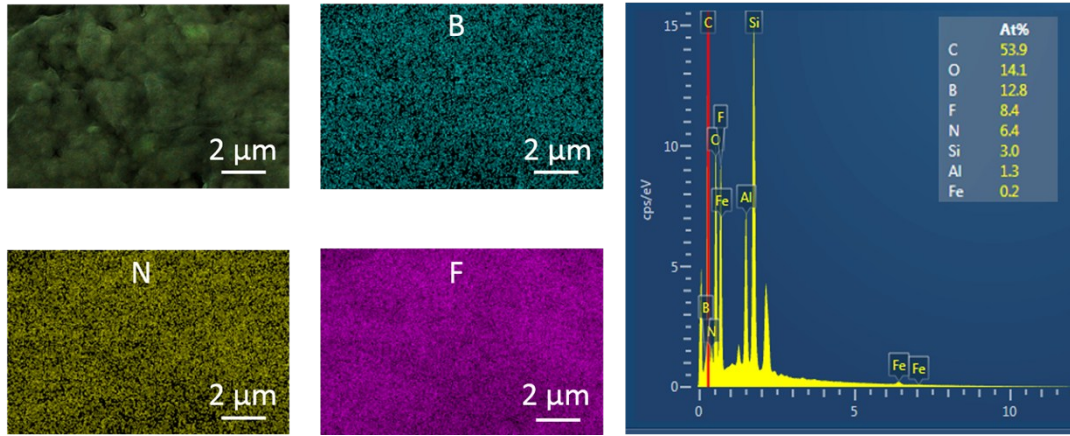 2 µm
B
2 µm
N
2 µm
F
2 µm
cps/eV
15
10
5
0
0
5
10
C
Si
F
O
Fe
Al
B
N
Fe
Fe
At%
C 53.9
O 14.1
B 12.8
F 8.4
N 6.4
Si 3.0
Al 1.3
Fe 0.2